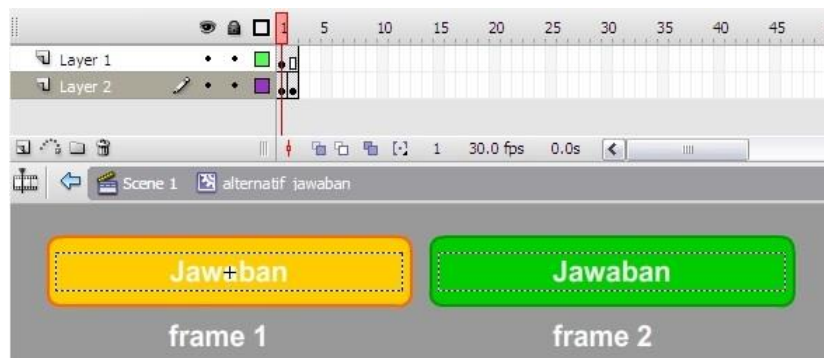 1 5 10 15 20 25 30 35 40 45
Layer 1
Layer 2
1 30.0 fps 0.0s
Scene 1 alternatif jawaban
Jawaban Jawaban
frame 1 frame 2